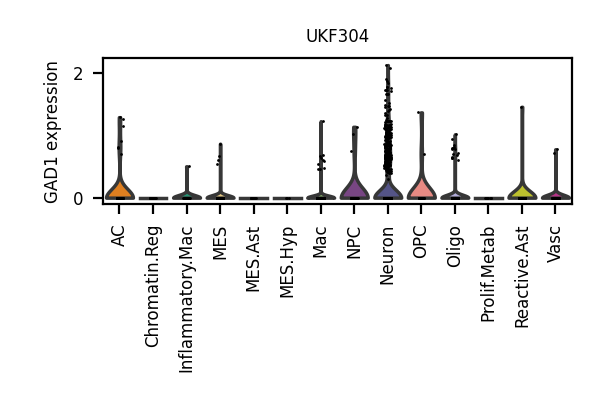 UKF304
GAD1 expression
2
0
AC
Chromatin.Reg
Inflammatory.Mac
MES
MES.Ast
MES.Hyp
Mac
NPC
Neuron
OPC
Oligo
Prolif.Metab
Reactive.Ast
Vasc